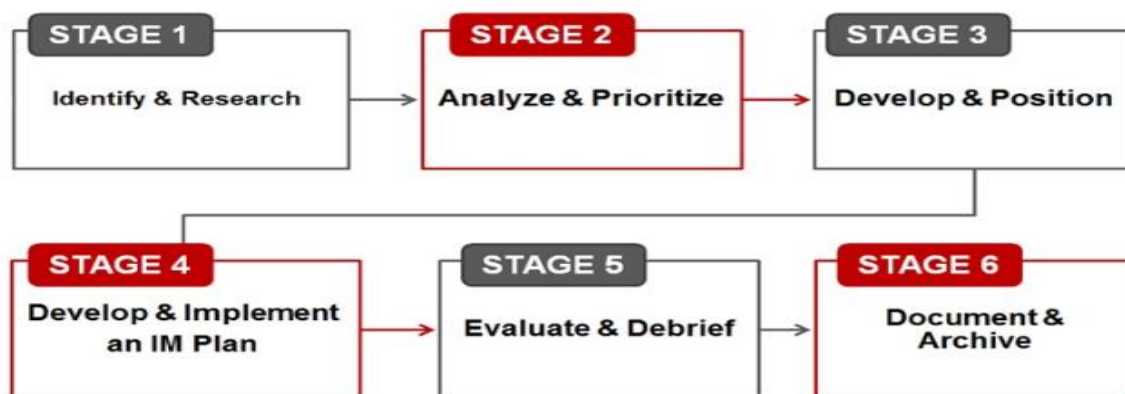 STAGE 1
Identify & Research
STAGE 2
Analyze & Prioritize
STAGE 3
Develop & Position
STAGE 4
Develop & Implement
an IM Plan
STAGE 5
Evaluate & Debrief
STAGE 6
Document &
Archive